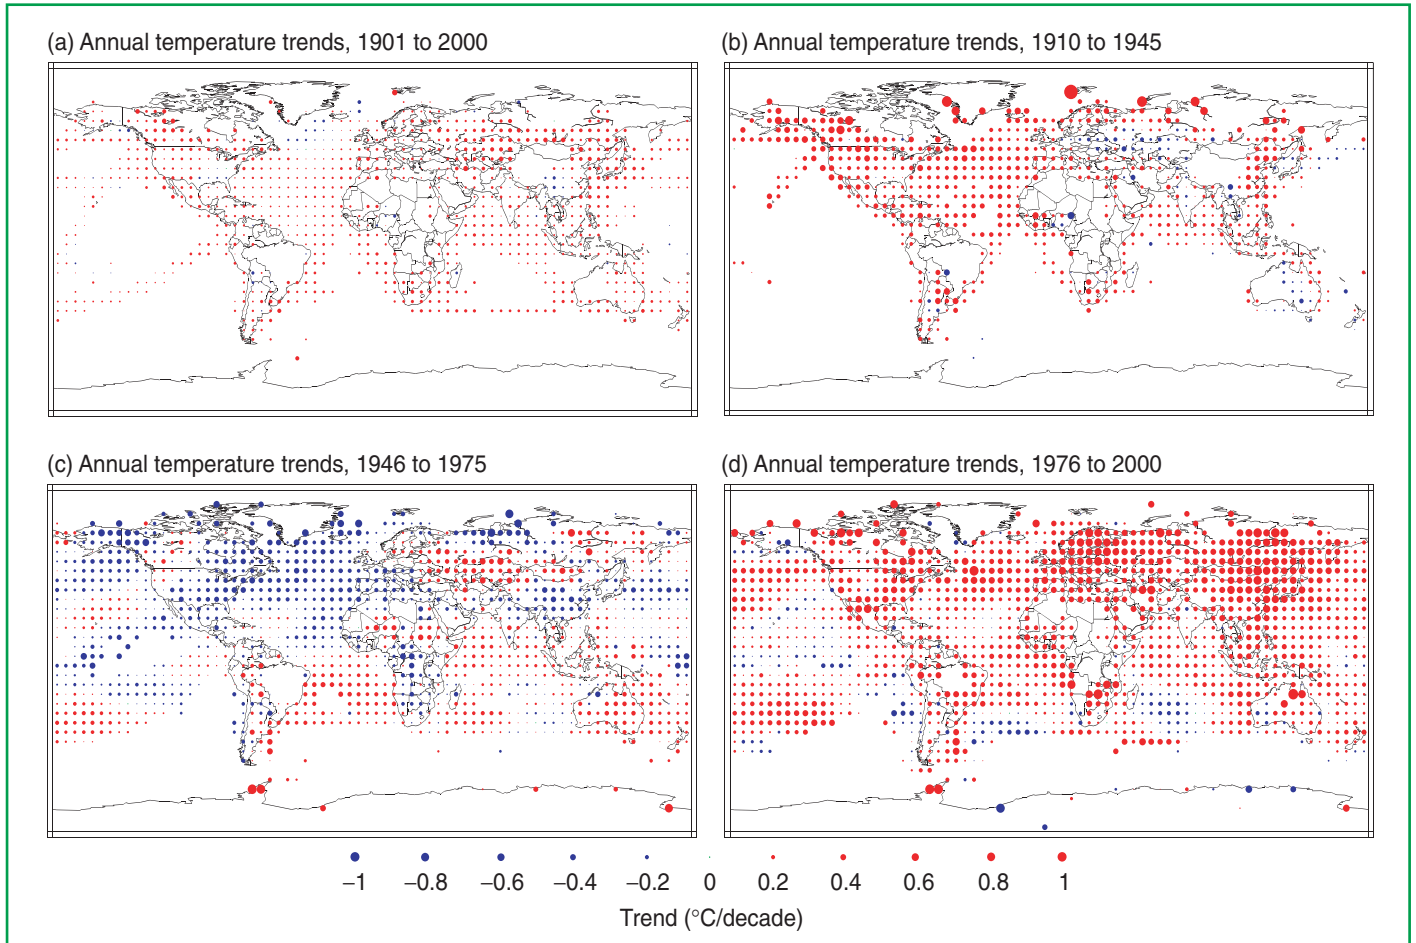 (a) Annual temperature trends, 1901 to 2000
(b) Annual temperature trends, 1910 to 1945
(c) Annual temperature trends, 1946 to 1975
(d) Annual temperature trends, 1976 to 2000
−1 −0.8 −0.6 −0.4 −0.2 0 0.2 0.4 0.6 0.8 1
Trend (°C/decade)